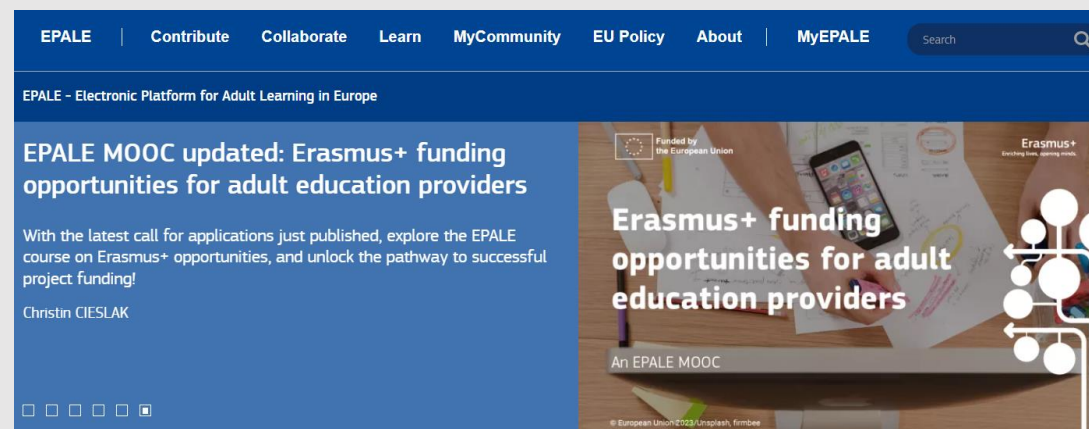 EPALE Contribute Collaborate Learn MyCommunity EU Policy About MyEPALE Search
EPALE – Electronic Platform for Adult Learning in Europe
EPALE MOOC updated: Erasmus+ funding
opportunities for adult education providers
With the latest call for applications just published, explore the EPALE
course on Erasmus+ opportunities, and unlock the pathway to successful
project funding!
Christin CIESLAK
Funded by
the European Union
Erasmus+
Enriching lives, opening minds.
Erasmus+ funding
opportunities for adult
education providers
An EPALE MOOC
© European Union 2023/Unsplash, firmbee